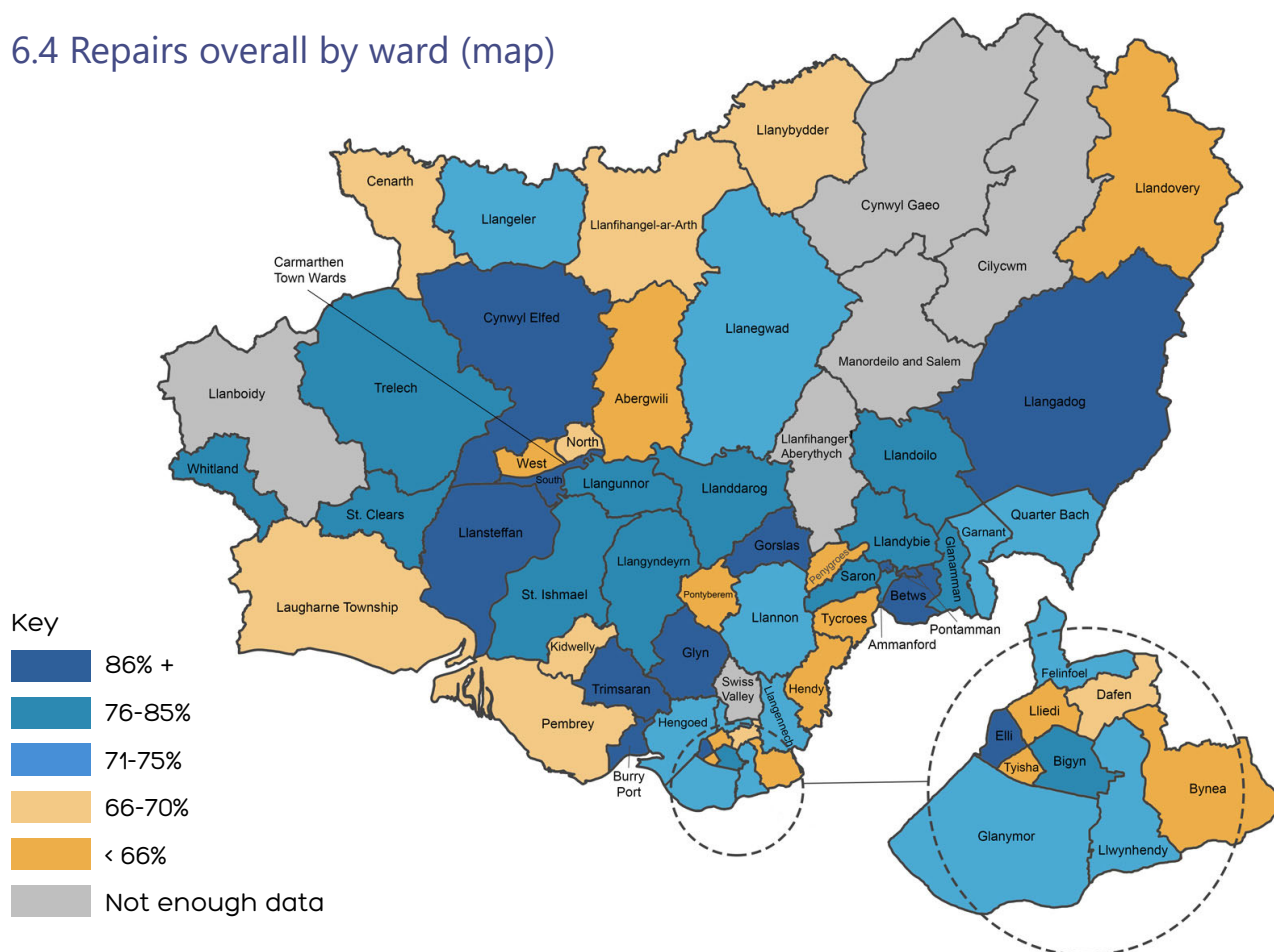 6.4 Repairs overall by ward (map)
Llanybydder
Cenarth
Llangeler
Llanfihangel-ar-Arth
Cynwyl Gaeo
Llandovery
Carmarthen
Town Wards
Cilycwm
Cynwyl Elfed
Llanegwad
Manordeilo and Salem
Llanboidy
Trelech
Abergwili
Llangadog
North
West
South
Llanfihanger
Aberythych
Llandoilo
Whitland
Llangunnor
Llanddarog
St. Clears
Llansteffan
Quarter Bach
Garnant
Gorslas
Llandybie
Glanamman
Llangyndeyrn
Penygroes
Saron
St. Ishmael
Pontyberem
Betws
Laugharne Township
Llannon
Tycroes
Pontamman
Ammanford
Kidwelly
Glyn
Trimsaran
Swiss
Valley
Hendy
Llangennech
Pembrey
Hengoed
Burry
Port
Felinfoel
Dafen
Lliedi
Elli
Tyisha
Bigyn
Bynea
Glanymor
Llwynhendy
Key
86% +
76-85%
71-75%
66-70%
< 66%
Not enough data